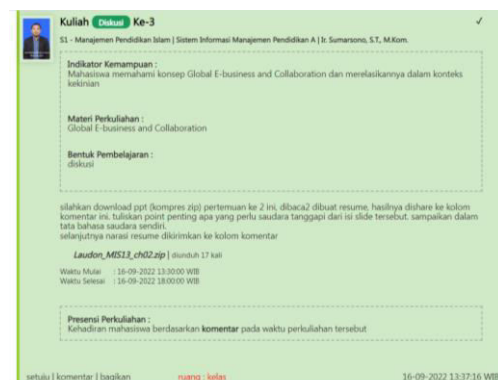 Kuliah Diskusi Ke-3
S1 - Manajemen Pendidikan Islam | Sistem Informasi Manajemen Pendidikan A | Ir. Sumarsono, S.T., M.Kom.
Indikator Kemampuan :
Mahasiswa memahami konsep Global E-business and Collaboration dan merelasikannya dalam konteks
kekinian
Materi Perkuliahan :
Global E-business and Collaboration
Bentuk Pembelajaran :
diskusi
silahkan download ppt (kompres zip) pertemuan ke 2 ini, dibaca2 dibuat resume, hasilnya dishare ke kolom
komentar ini. tuliskan point penting apa yang perlu saudara tanggapi dari isi slide tersebut. sampaikan dalam
tata bahasa saudara sendiri.
selanjutnya narasi resume dikirimkan ke kolom komentar
Laudon_MIS13_ch02.zip | diunduh 17 kali
Waktu Mulai : 16-09-2022 13:30:00 WIB
Waktu Selesai : 16-09-2022 18:00:00 WIB
Presensi Perkuliahan :
Kehadiran mahasiswa berdasarkan komentar pada waktu perkuliahan tersebut
setuju | komentar | bagikan ruang : kelas 16-09-2022 13:37:16 WIB